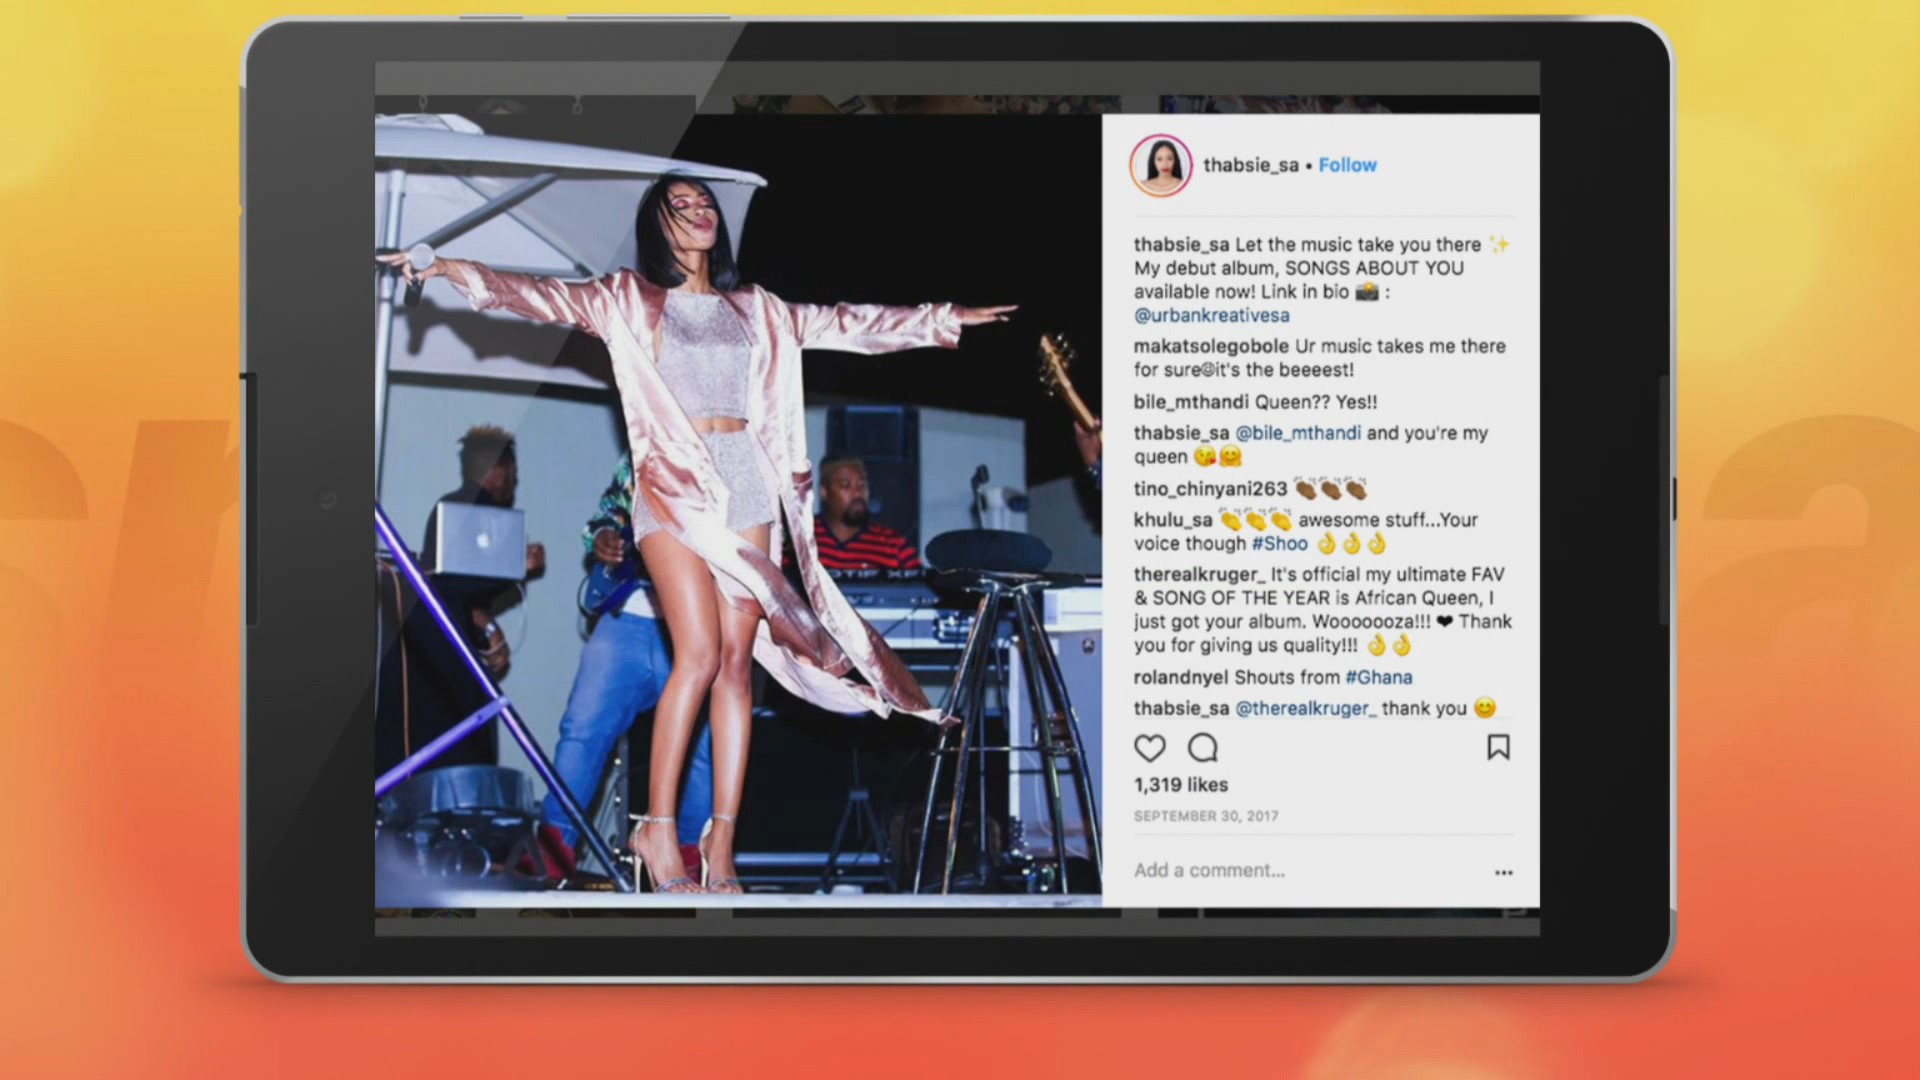 thabsie_sa • Follow
thabsie_sa Let the music take you there ✨
My debut album, SONGS ABOUT YOU
available now! Link in bio 📸 :
@urbankreativesa
makatsolegobole Ur music takes me there
for sure😩it's the beeeest!
bile_mthandi Queen?? Yes!!
thabsie_sa @bile_mthandi and you're my
queen 😘🤗
tino_chinyani263 👏🏾👏🏾👏🏾
khulu_sa 👏👏👏 awesome stuff...Your
voice though #Shoo 👌👌👌
therealkruger_ It's official my ultimate FAV
& SONG OF THE YEAR is African Queen, I
just got your album. Wooooooza!!! ❤ Thank
you for giving us quality!!! 👌👌
rolandnyel Shouts from #Ghana
thabsie_sa @therealkruger_ thank you 😊
1,319 likes
SEPTEMBER 30, 2017
Add a comment...